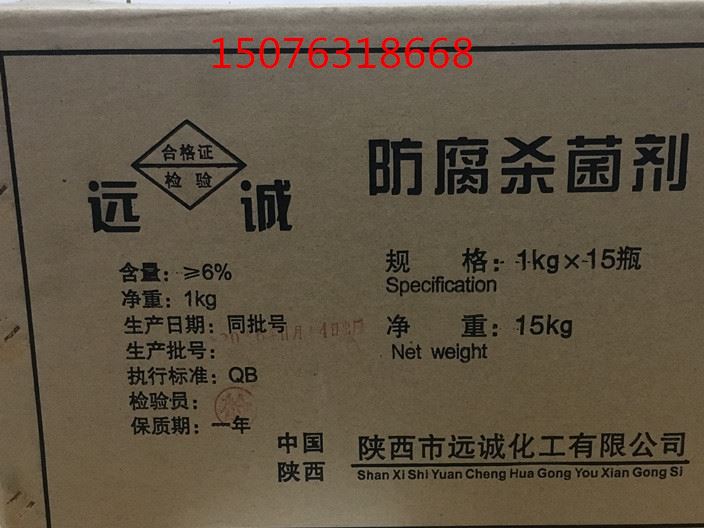 15076318668
合格证
检验
远 诚
防腐杀菌剂
含量：≥6%
净重：1kg
生产日期：同批号
生产批号：
执行标准：QB
检验员：
保质期：一年
规 格：1kg×15瓶
Specification
净 重：15kg
Net weight
中国
陕西
陕西市远诚化工有限公司
Shan Xi Shi Yuan Cheng Hua Gong You Xian Gong Si